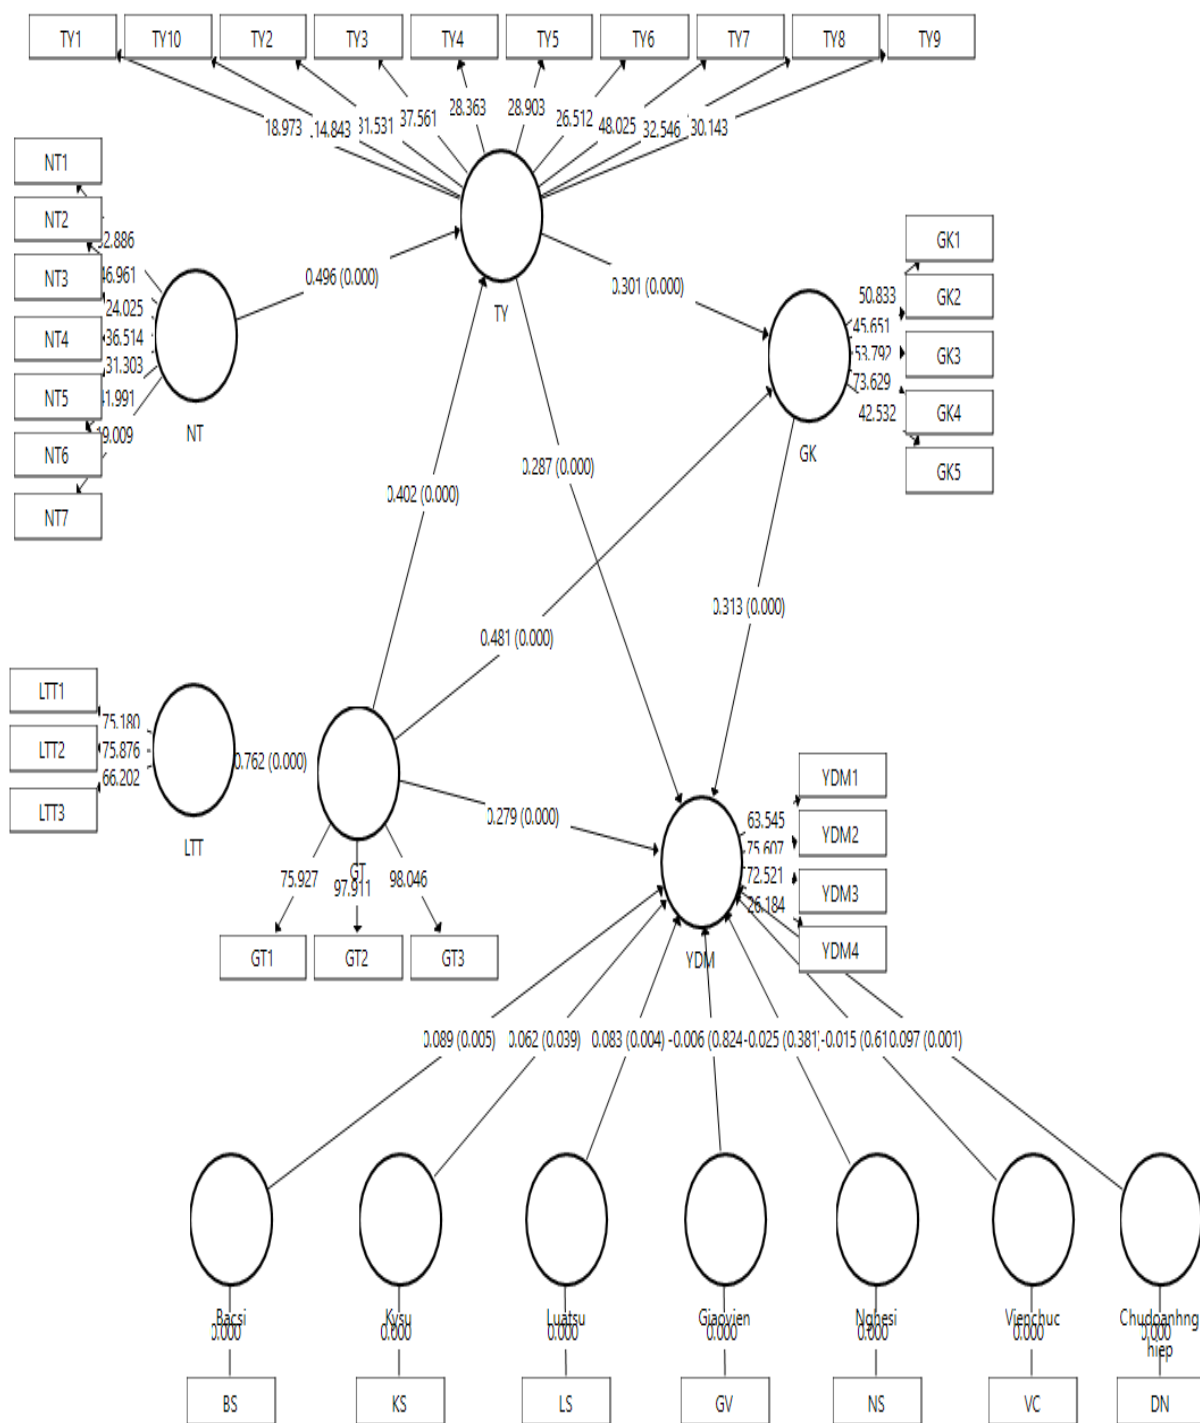 TY1 TY10 TY2 TY3 TY4 TY5 TY6 TY7 TY8 TY9
18.973 14.843 31.531 37.561 28.363 28.903 26.512 48.025 32.546 30.143
NT1
NT2
NT3
NT4
NT5
NT6
NT7
46.961
24.025
36.514
31.303
41.991
NT
0.496 (0.000)
TY
0.301 (0.000)
GK1
GK2
GK3
GK4
GK5
50.833
45.651
53.792
73.629
42.532
GK
0.402 (0.000)
0.287 (0.000)
0.481 (0.000)
0.313 (0.000)
LTT1
LTT2
LTT3
75.180
75.876
66.202
LTT
0.762 (0.000)
GT
75.927 97.911 98.046
GT1 GT2 GT3
0.279 (0.000)
YDM1
YDM2
YDM3
YDM4
63.545
75.607
72.521
26.184
YDM
0.089 (0.005) 0.062 (0.039) 0.083 (0.004) -0.006 (0.824 -0.025 (0.381 -0.015 (0.61 0.097 (0.001)
Bacsi Kysu Luatsu Giaovien Nghesi Vienchuc Chudoanhng
hiep
0.000 0.000 0.000 0.000 0.000 0.000 0.000
BS KS LS GV NS VC DN